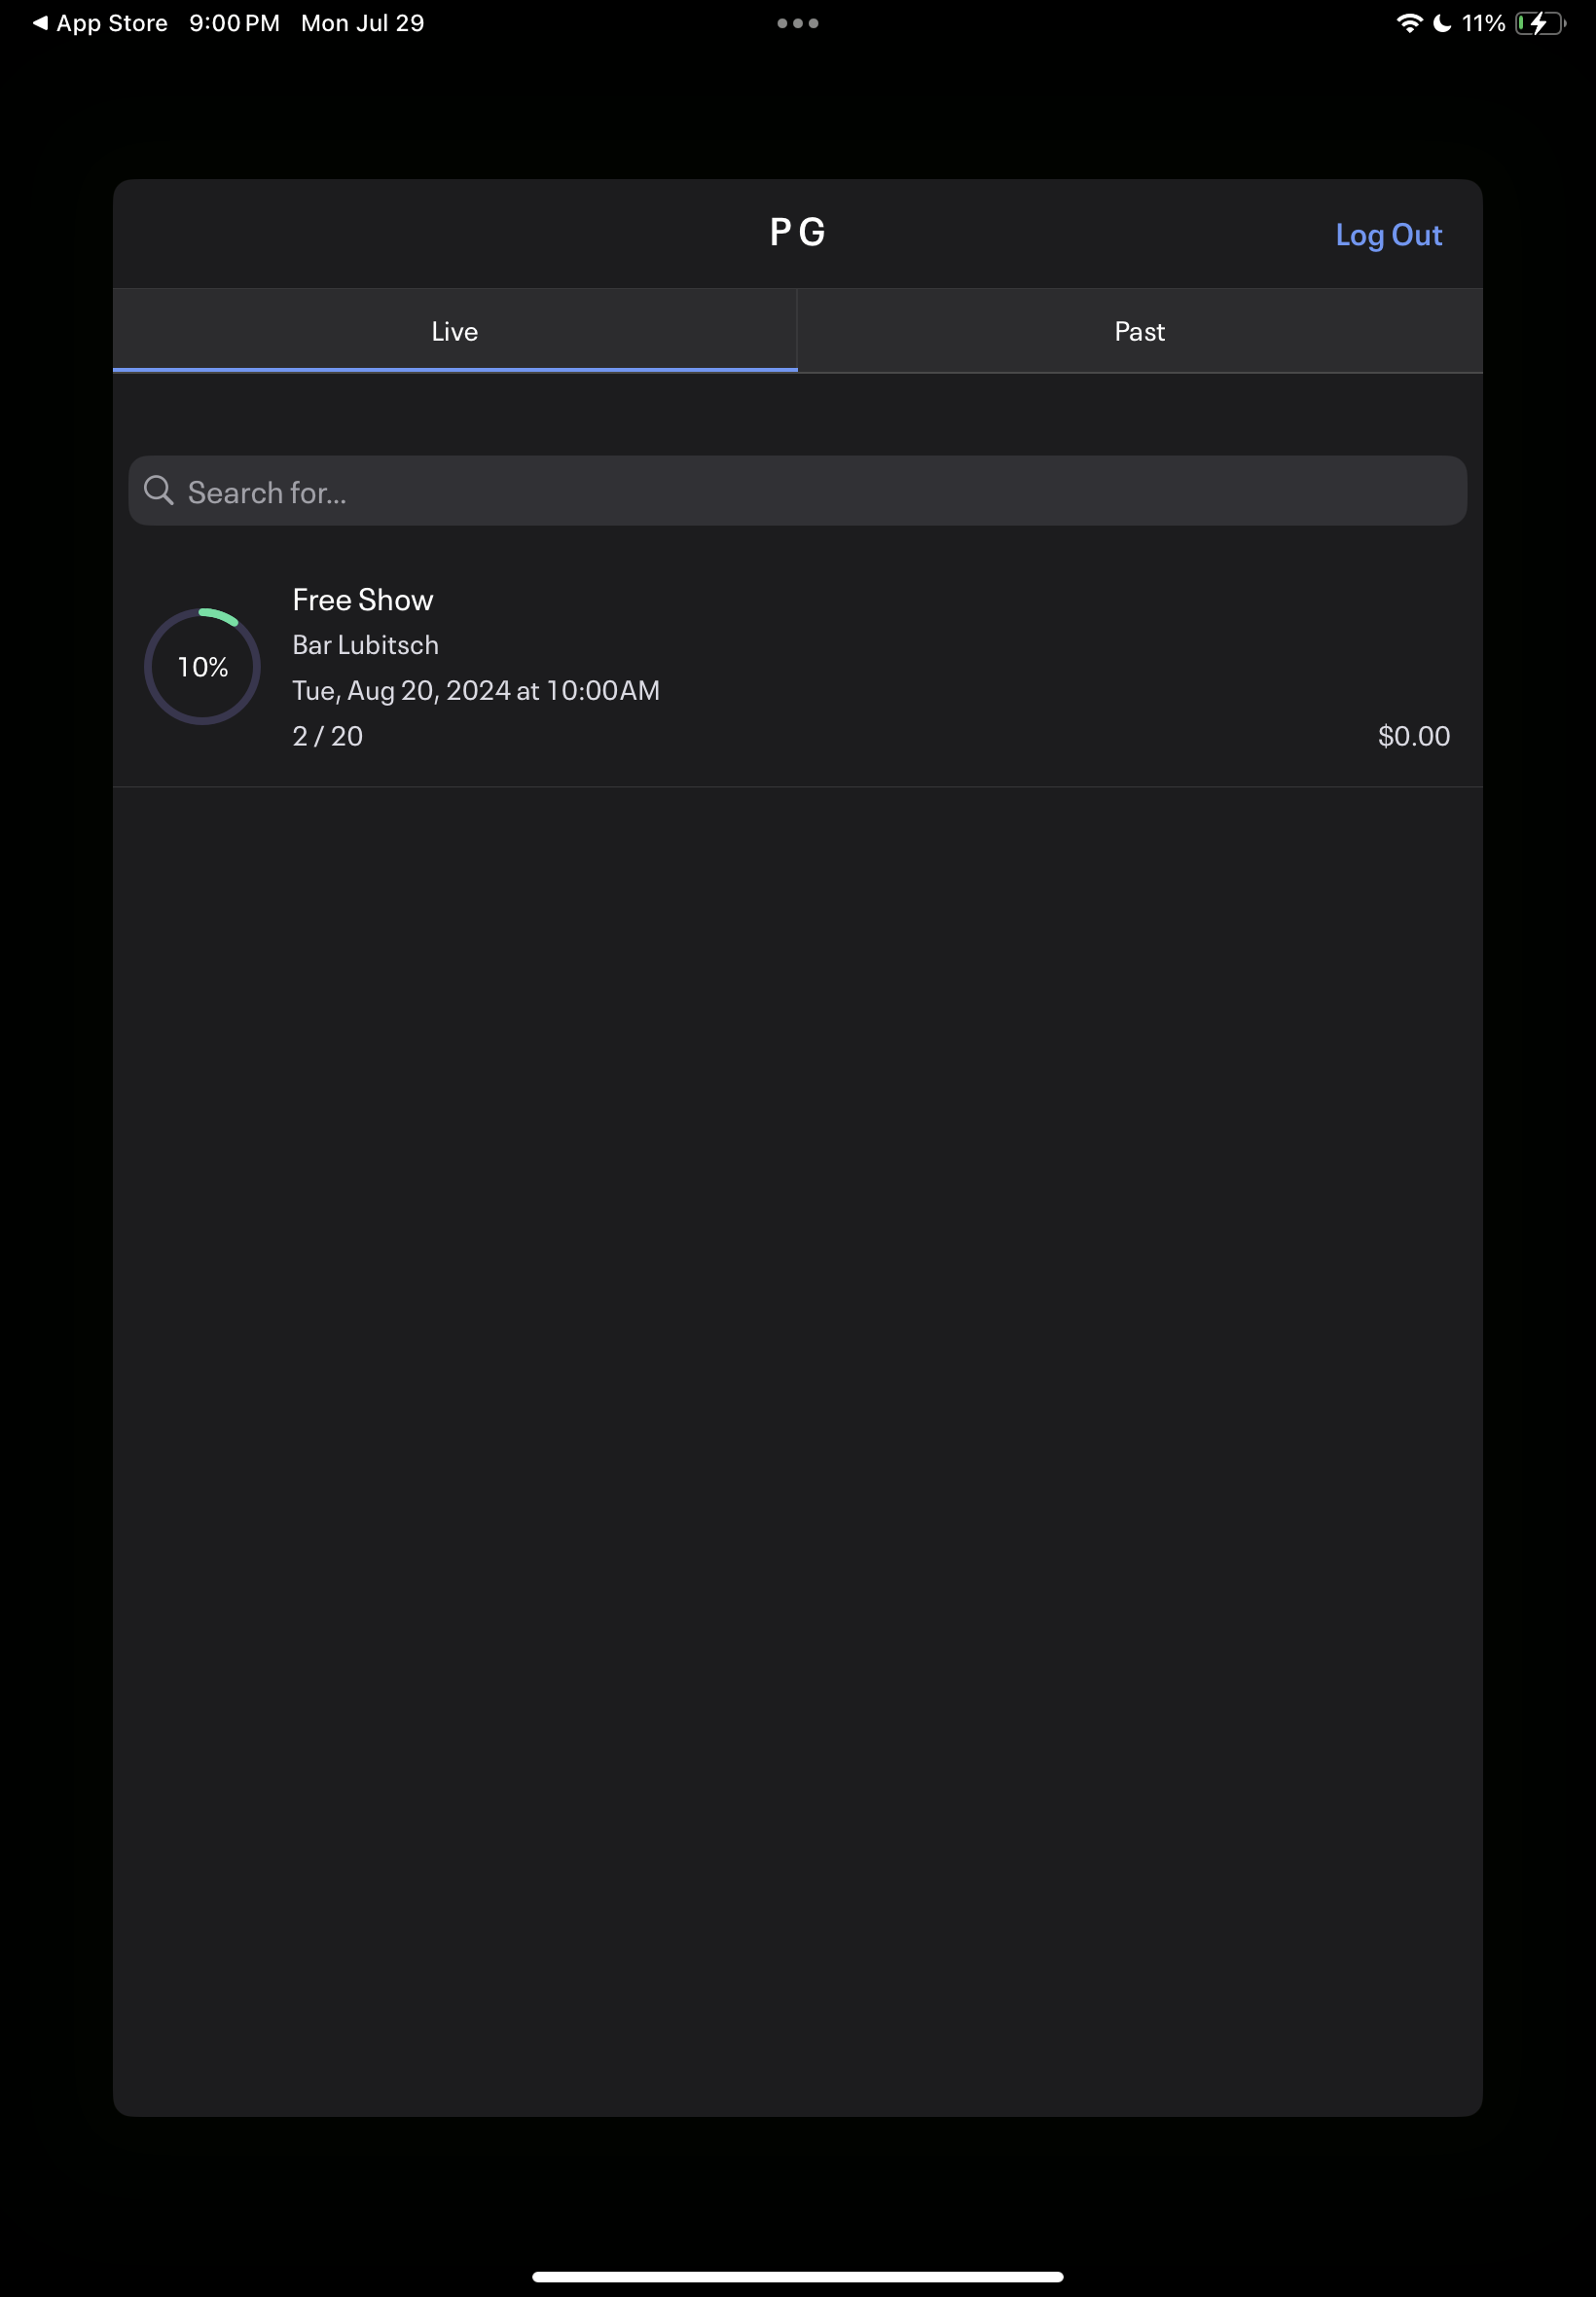 App Store 9:00 PM Mon Jul 29
11%
P G
Log Out
Live
Past
Search for...
10%
Free Show
Bar Lubitsch
Tue, Aug 20, 2024 at 10:00AM
2 / 20
$0.00